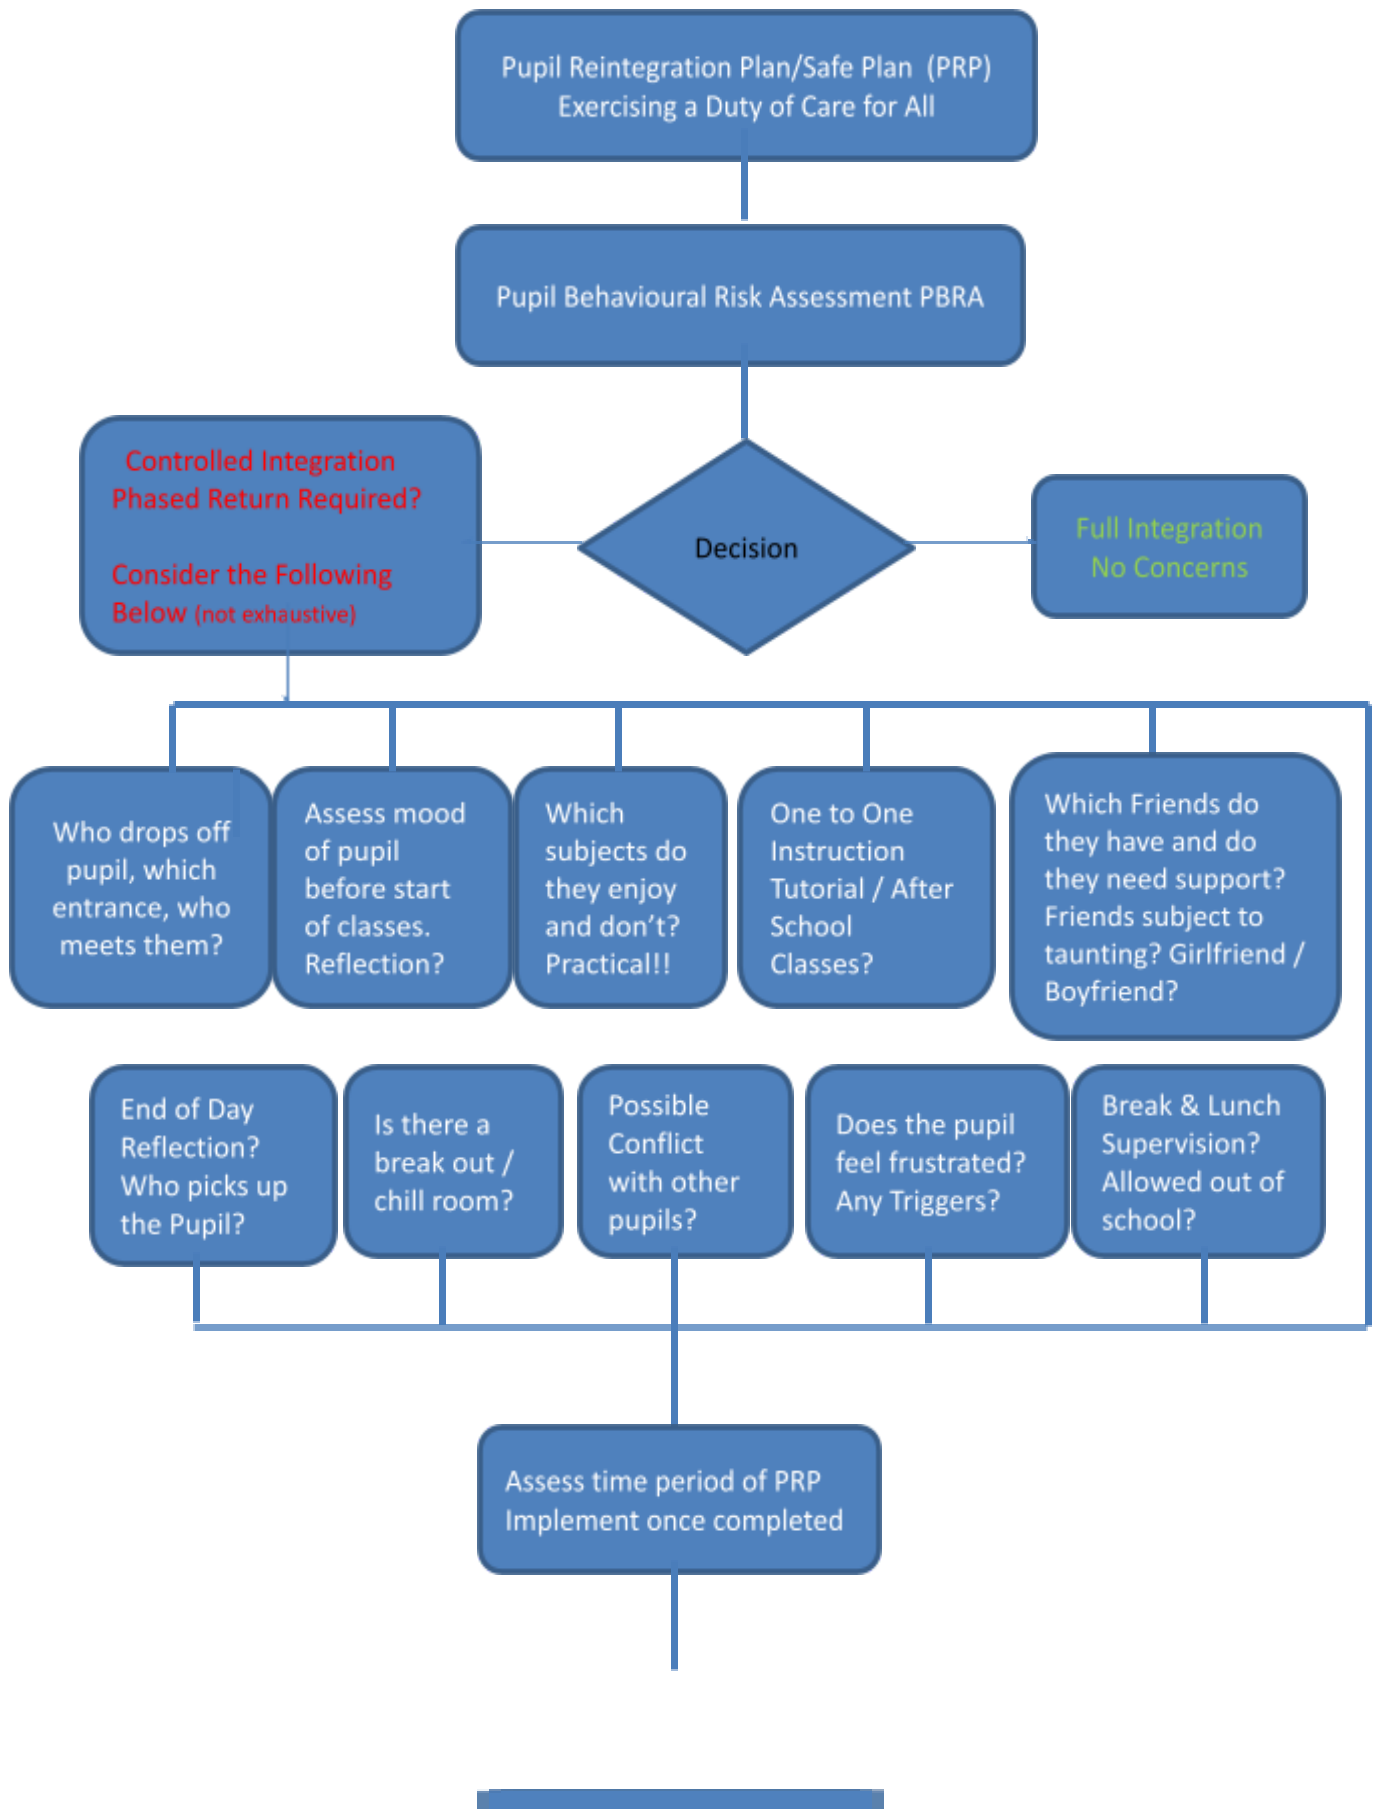 Pupil Reintegration Plan/Safe Plan (PRP)
Exercising a Duty of Care for All
Pupil Behavioural Risk Assessment PBRA
Controlled Integration
Phased Return Required?
Consider the Following
Below (not exhaustive)
Decision
Full Integration
No Concerns
Who drops off
pupil, which
entrance, who
meets them?
Assess mood
of pupil
before start
of classes.
Reflection?
Which
subjects do
they enjoy
and don’t?
Practical!!
One to One
Instruction
Tutorial / After
School
Classes?
Which Friends do
they have and do
they need support?
Friends subject to
taunting? Girlfriend /
Boyfriend?
End of Day
Reflection?
Who picks up
the Pupil?
Is there a
break out /
chill room?
Possible
Conflict
with other
pupils?
Does the pupil
feel frustrated?
Any Triggers?
Break & Lunch
Supervision?
Allowed out of
school?
Assess time period of PRP
Implement once completed